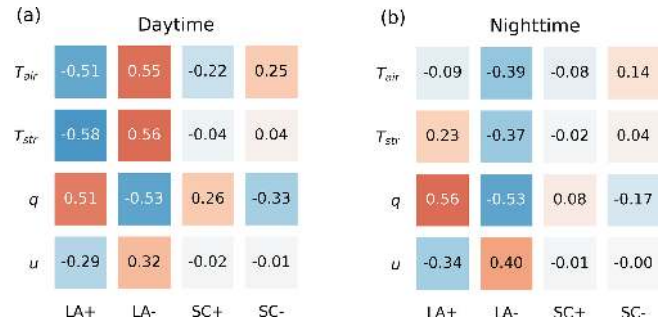 (a) Daytime
T_air -0.51 0.55 -0.22 0.25
T_str -0.58 0.56 -0.04 0.04
q 0.51 -0.53 0.26 -0.33
u -0.29 0.32 -0.02 -0.01
LA+ LA- SC+ SC-
(b) Nighttime
T_air -0.09 -0.39 -0.08 0.14
T_str 0.23 -0.37 -0.02 0.04
q 0.56 -0.53 0.08 -0.17
u -0.34 0.40 -0.01 -0.00
LA+ LA- SC+ SC-